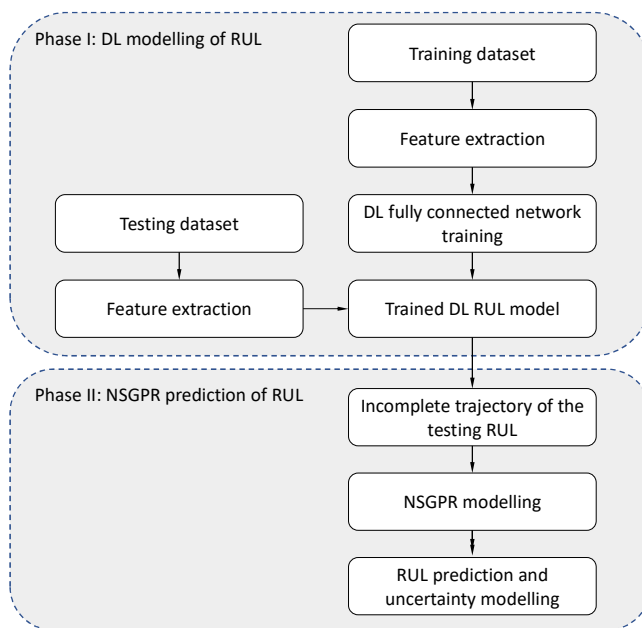 Phase I: DL modelling of RUL
Training dataset
Feature extraction
DL fully connected network
training
Testing dataset
Feature extraction
Trained DL RUL model
Phase II: NSGPR prediction of RUL
Incomplete trajectory of the
testing RUL
NSGPR modelling
RUL prediction and
uncertainty modelling